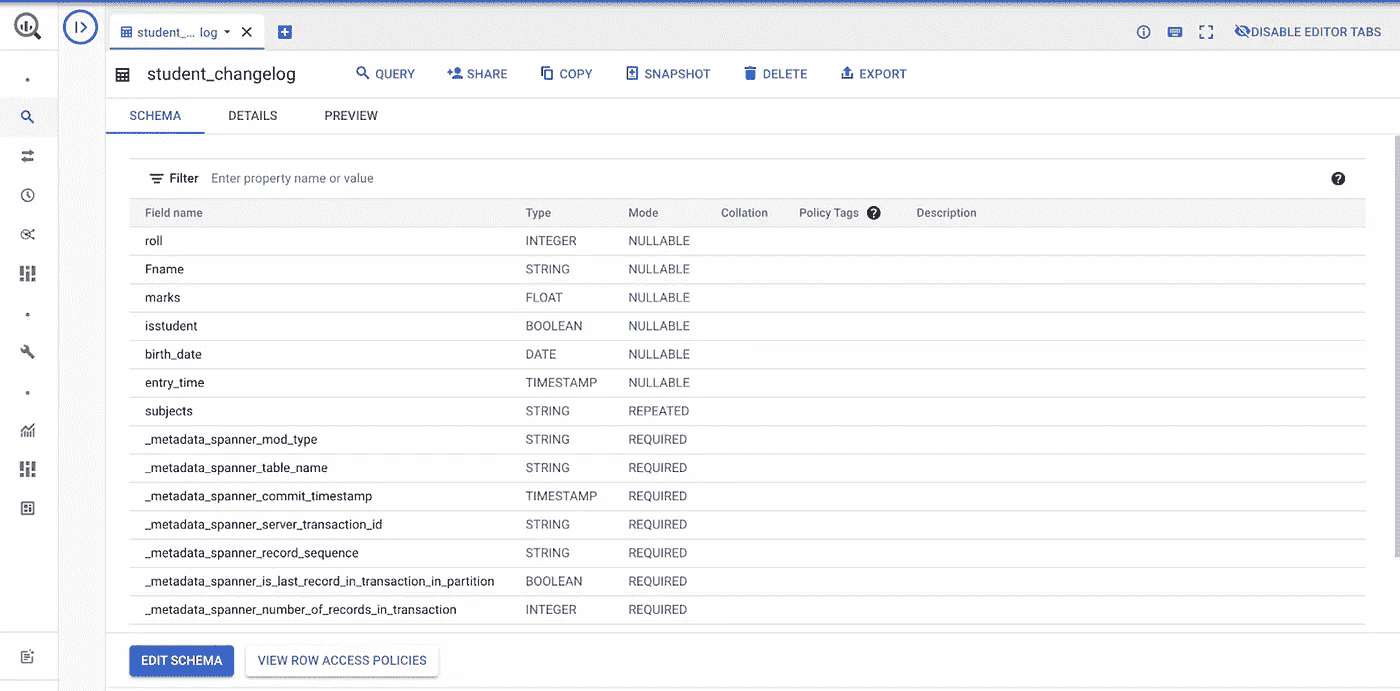 student_... log
DISABLE EDITOR TABS
student_changelog QUERY SHARE COPY SNAPSHOT DELETE EXPORT
SCHEMA DETAILS PREVIEW
Filter Enter property name or value
Field name Type Mode Collation Policy Tags Description
roll INTEGER NULLABLE
Fname STRING NULLABLE
marks FLOAT NULLABLE
isstudent BOOLEAN NULLABLE
birth_date DATE NULLABLE
entry_time TIMESTAMP NULLABLE
subjects STRING REPEATED
_metadata_spanner_mod_type STRING REQUIRED
_metadata_spanner_table_name STRING REQUIRED
_metadata_spanner_commit_timestamp TIMESTAMP REQUIRED
_metadata_spanner_server_transaction_id STRING REQUIRED
_metadata_spanner_record_sequence STRING REQUIRED
_metadata_spanner_is_last_record_in_transaction_in_partition BOOLEAN REQUIRED
_metadata_spanner_number_of_records_in_transaction INTEGER REQUIRED
EDIT SCHEMA VIEW ROW ACCESS POLICIES